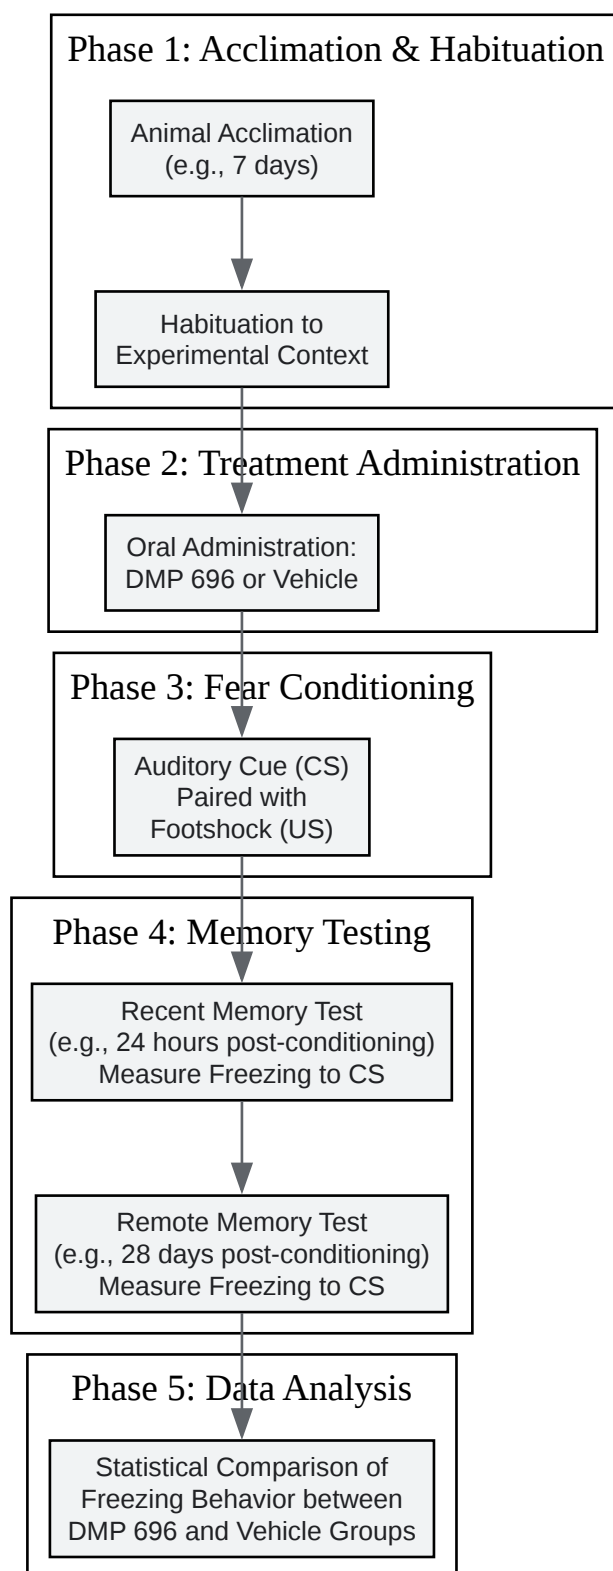 Phase 1: Acclimation & Habituation
Animal Acclimation
(e.g., 7 days)
Habituation to
Experimental Context
Phase 2: Treatment Administration
Oral Administration:
DMP 696 or Vehicle
Phase 3: Fear Conditioning
Auditory Cue (CS)
Paired with
Footshock (US)
Phase 4: Memory Testing
Recent Memory Test
(e.g., 24 hours post-conditioning)
Measure Freezing to CS
Remote Memory Test
(e.g., 28 days post-conditioning)
Measure Freezing to CS
Phase 5: Data Analysis
Statistical Comparison of
Freezing Behavior between
DMP 696 and Vehicle Groups